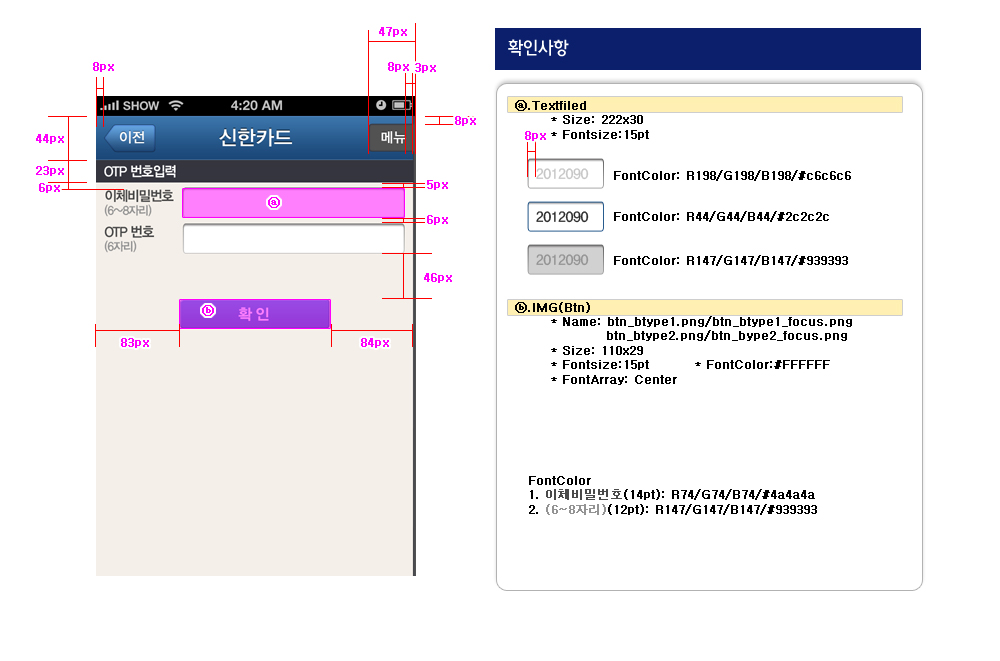 47px
8px
8px
3px
SHOW
4:20 AM
8px
44px
이전
신한카드
메뉴
23px
OTP 번호입력
6px
5px
이체비밀번호
(6~8자리)
ⓐ
6px
OTP 번호
(6자리)
46px
ⓑ
확인
83px
84px
확인사항
ⓐ.Textfiled
* Size: 222x30
* Fontsize:15pt
8px
2012090
FontColor: R198/G198/B198/#c6c6c6
2012090
FontColor: R44/G44/B44/#2c2c2c
2012090
FontColor: R147/G147/B147/#939393
ⓑ.IMG(Btn)
* Name: btn_btype1.png/btn_btype1_focus.png
btn_btype2.png/btn_bype2_focus.png
* Size: 110x29
* Fontsize:15pt * FontColor:#FFFFFF
* FontArray: Center
FontColor
1. 이체비밀번호(14pt): R74/G74/B74/#4a4a4a
2. (6~8자리)(12pt): R147/G147/B147/#939393